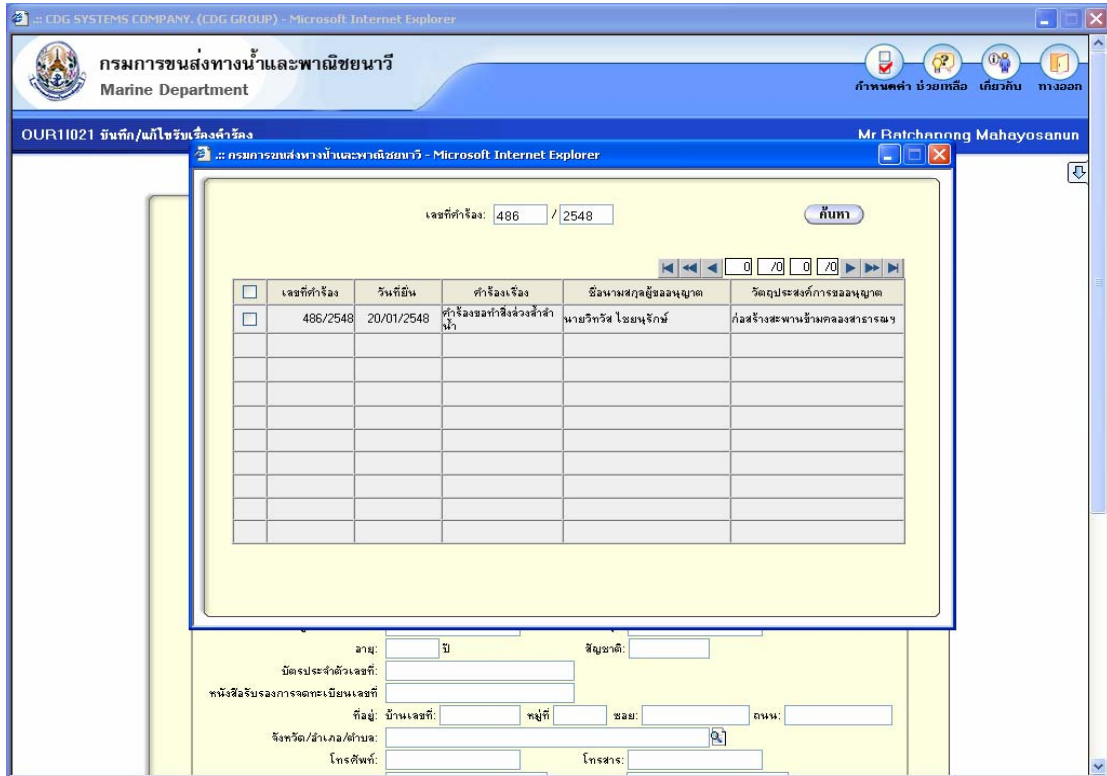 .:: CDG SYSTEMS COMPANY. (CDG GROUP) - Microsoft Internet Explorer
กรมการขนส่งทางน้ำและพาณิชยนาวี
Marine Department
กำหนดค่า ช่วยเหลือ เกี่ยวกับ ทางออก
OUR1I021 บันทึก/แก้ไขรับเรื่องคำร้อง Mr Ratchapong Mahayosanun
.:: กรมการขนส่งทางน้ำและพาณิชยนาวี - Microsoft Internet Explorer
เลขที่คำร้อง: 486 / 2548 ค้นหา
0 /0 0 /0
เลขที่คำร้อง วันที่ยื่น คำร้องเรื่อง ชื่อนามสกุลผู้ขออนุญาต วัตถุประสงค์การขออนุญาต
486/2548 20/01/2548 คำร้องขอทำสิ่งล่วงล้ำลำน้ำ นายวิทวัส ไชยนุรักษ์ ก่อสร้างสะพานข้ามคลองสาธารณฯ
อายุ: ปี สัญชาติ:
บัตรประจำตัวเลขที่:
หนังสือรับรองการจดทะเบียนเลขที่
ที่อยู่: บ้านเลขที่: หมู่ที่ ซอย: ถนน:
จังหวัด/อำเภอ/ตำบล:
โทรศัพท์: โทรสาร: